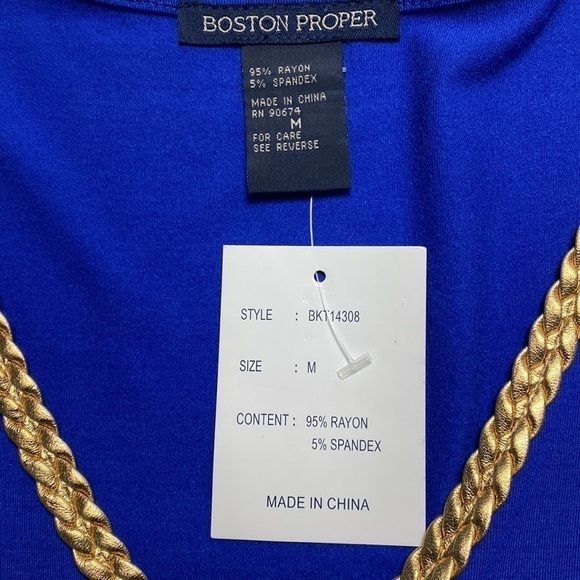 BOSTON PROPER
95% RAYON
5% SPANDEX
MADE IN CHINA
RN 90674
M
FOR CARE
SEE REVERSE
STYLE : BKT14308
SIZE : M
CONTENT : 95% RAYON
5% SPANDEX
MADE IN CHINA